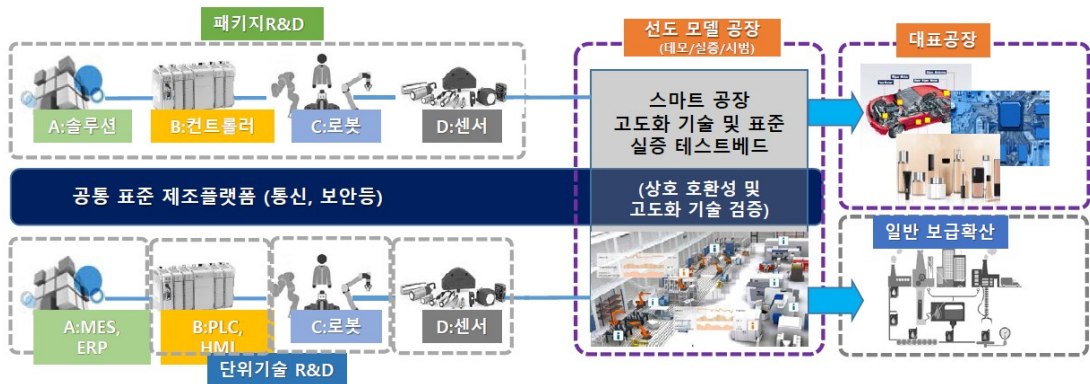 패키지R&D
A:솔루션
B:컨트롤러
C:로봇
D:센서
공통 표준 제조플랫폼 (통신, 보안등)
A:MES,
ERP
B:PLC,
HMI
C:로봇
D:센서
단위기술 R&D
선도 모델 공장
(데모/실증/시범)
스마트 공장
고도화 기술 및 표준
실증 테스트베드
(상호 호환성 및
고도화 기술 검증)
대표공장
일반 보급확산